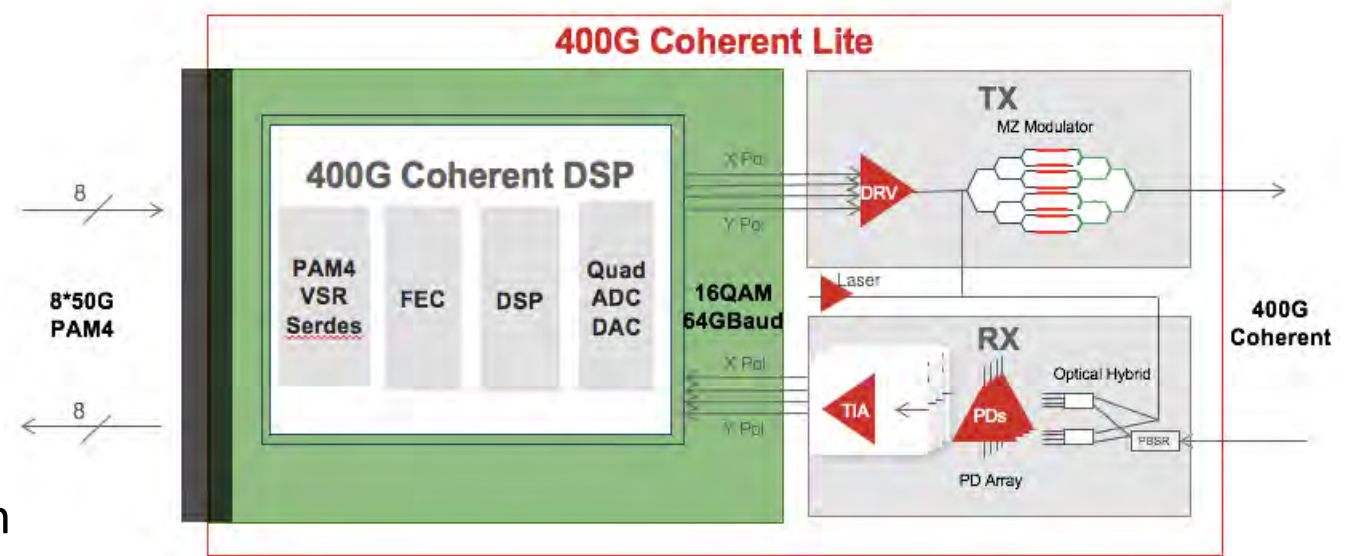 400G Coherent Lite
TX
MZ Modulator
400G Coherent DSP
X Pol
8
DRV
Y Pol
PAM4
VSR
Serdes
FEC
DSP
Quad
ADC
DAC
Laser
8*50G
PAM4
16QAM
64GBaud
400G
Coherent
RX
X Pol
Optical Hybrid
8
TIA
PDs
Y Pol
PBSR
PD Array
n